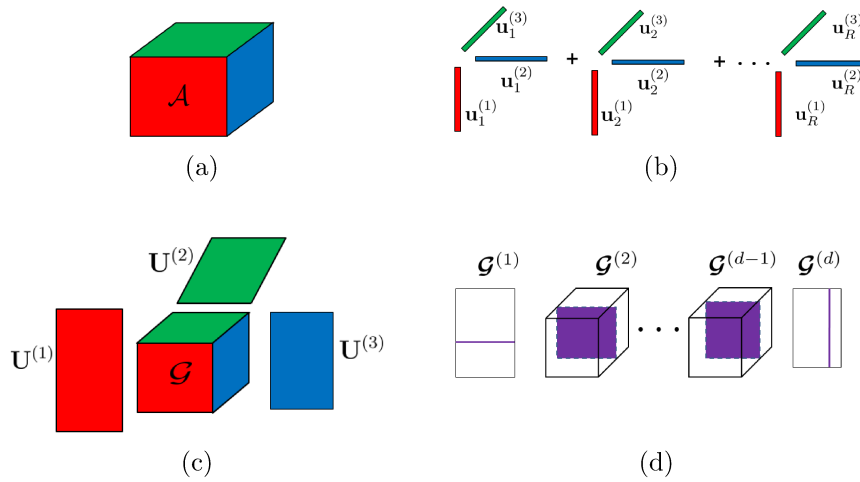 𝒜
(a)
𝐮₁⁽³⁾ 𝐮₁⁽²⁾ 𝐮₁⁽¹⁾ + 𝐮₂⁽³⁾ 𝐮₂⁽²⁾ 𝐮₂⁽¹⁾ + · · · 𝐮_R⁽³⁾ 𝐮_R⁽²⁾ 𝐮_R⁽¹⁾
(b)
𝐔⁽²⁾
𝐔⁽¹⁾ 𝓖 𝐔⁽³⁾
(c)
𝓖⁽¹⁾ 𝓖⁽²⁾ 𝓖⁽ᵈ⁻¹⁾ 𝓖⁽ᵈ⁾
· · ·
(d)